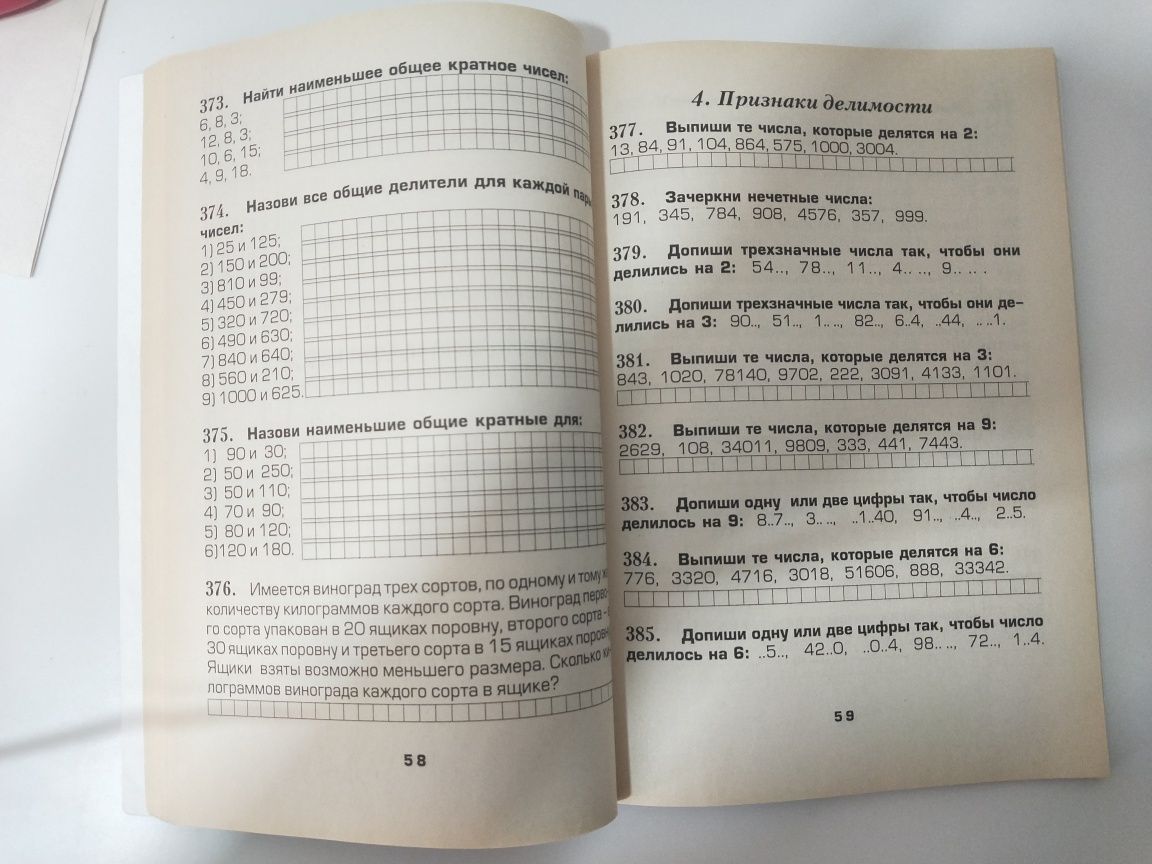 373. Найти наименьшее общее кратное чисел:
6, 8, 3;
12, 8, 3;
10, 6, 15;
4, 9, 18.
374. Назови все общие делители для каждой пары
чисел:
1) 25 и 125;
2) 150 и 200;
3) 810 и 99;
4) 450 и 279;
5) 320 и 720;
6) 490 и 630;
7) 840 и 640;
8) 560 и 210;
9) 1000 и 625.
375. Назови наименьшие общие кратные для:
1) 90 и 30;
2) 50 и 250;
3) 50 и 110;
4) 70 и 90;
5) 80 и 120;
6)120 и 180.
376. Имеется виноград трех сортов, по одному и тому же
количеству килограммов каждого сорта. Виноград перво-
го сорта упакован в 20 ящиках поровну, второго сорта -
30 ящиках поровну и третьего сорта в 15 ящиках поровну.
Ящики взяты возможно меньшего размера. Сколько ки-
лограммов винограда каждого сорта в ящике?
58
4. Признаки делимости
377. Выпиши те числа, которые делятся на 2:
13, 84, 91, 104, 864, 575, 1000, 3004.
378. Зачеркни нечетные числа:
191, 345, 784, 908, 4576, 357, 999.
379. Допиши трехзначные числа так, чтобы они
делились на 2: 54.., 78.., 11.., 4.. .., 9.. .. .
380. Допиши трехзначные числа так, чтобы они де-
лились на 3: 90.., 51.., 1.. .., 82.., 6..4, ..44, .. ..1.
381. Выпиши те числа, которые делятся на 3:
843, 1020, 78140, 9702, 222, 3091, 4133, 1101.
382. Выпиши те числа, которые делятся на 9:
2629, 108, 34011, 9809, 333, 441, 7443.
383. Допиши одну или две цифры так, чтобы число
делилось на 9: 8..7.., 3.. .., ..1..40, 91.., ..4.., 2..5.
384. Выпиши те числа, которые делятся на 6:
776, 3320, 4716, 3018, 51606, 888, 33342.
385. Допиши одну или две цифры так, чтобы число
делилось на 6: ..5.., 42..0, ..0..4, 98.. .., 72.., 1..4.
59